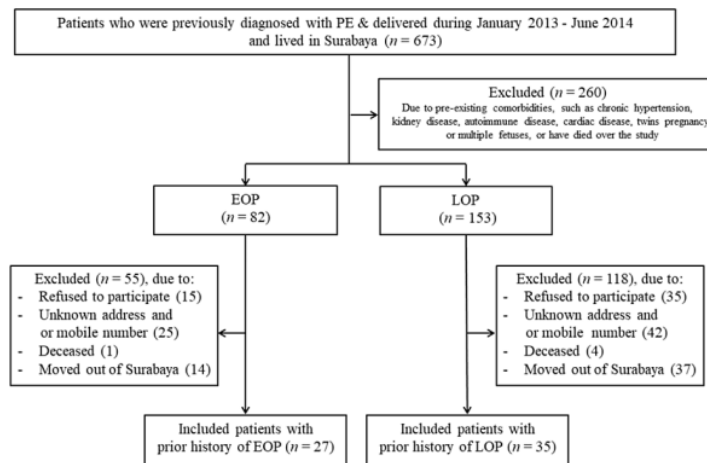 Patients who were previously diagnosed with PE & delivered during January 2013 - June 2014
and lived in Surabaya (n = 673)
Excluded (n = 260)
Due to pre-existing comorbidities, such as chronic hypertension,
kidney disease, autoimmune disease, cardiac disease, twins pregnancy
or multiple fetuses, or have died over the study
EOP
(n = 82)
LOP
(n = 153)
Excluded (n = 55), due to:
- Refused to participate (15)
- Unknown address and
or mobile number (25)
- Deceased (1)
- Moved out of Surabaya (14)
Excluded (n = 118), due to:
- Refused to participate (35)
- Unknown address and
or mobile number (42)
- Deceased (4)
- Moved out of Surabaya (37)
Included patients with
prior history of EOP (n = 27)
Included patients with
prior history of LOP (n = 35)